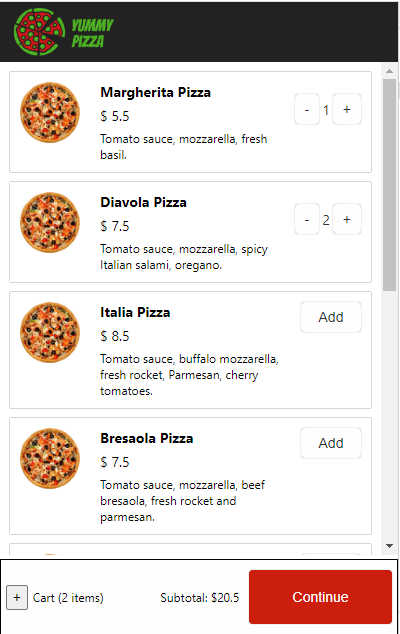 YUMMY
PIZZA
Margherita Pizza
$ 5.5
- 1 +
Tomato sauce, mozzarella, fresh
basil.
Diavola Pizza
$ 7.5
- 2 +
Tomato sauce, mozzarella, spicy
Italian salami, oregano.
Italia Pizza
Add
$ 8.5
Tomato sauce, buffalo mozzarella,
fresh rocket, Parmesan, cherry
tomatoes.
Bresaola Pizza
Add
$ 7.5
Tomato sauce, mozzarella, beef
bresaola, fresh rocket and
parmesan.
+ Cart (2 items) Subtotal: $20.5 Continue